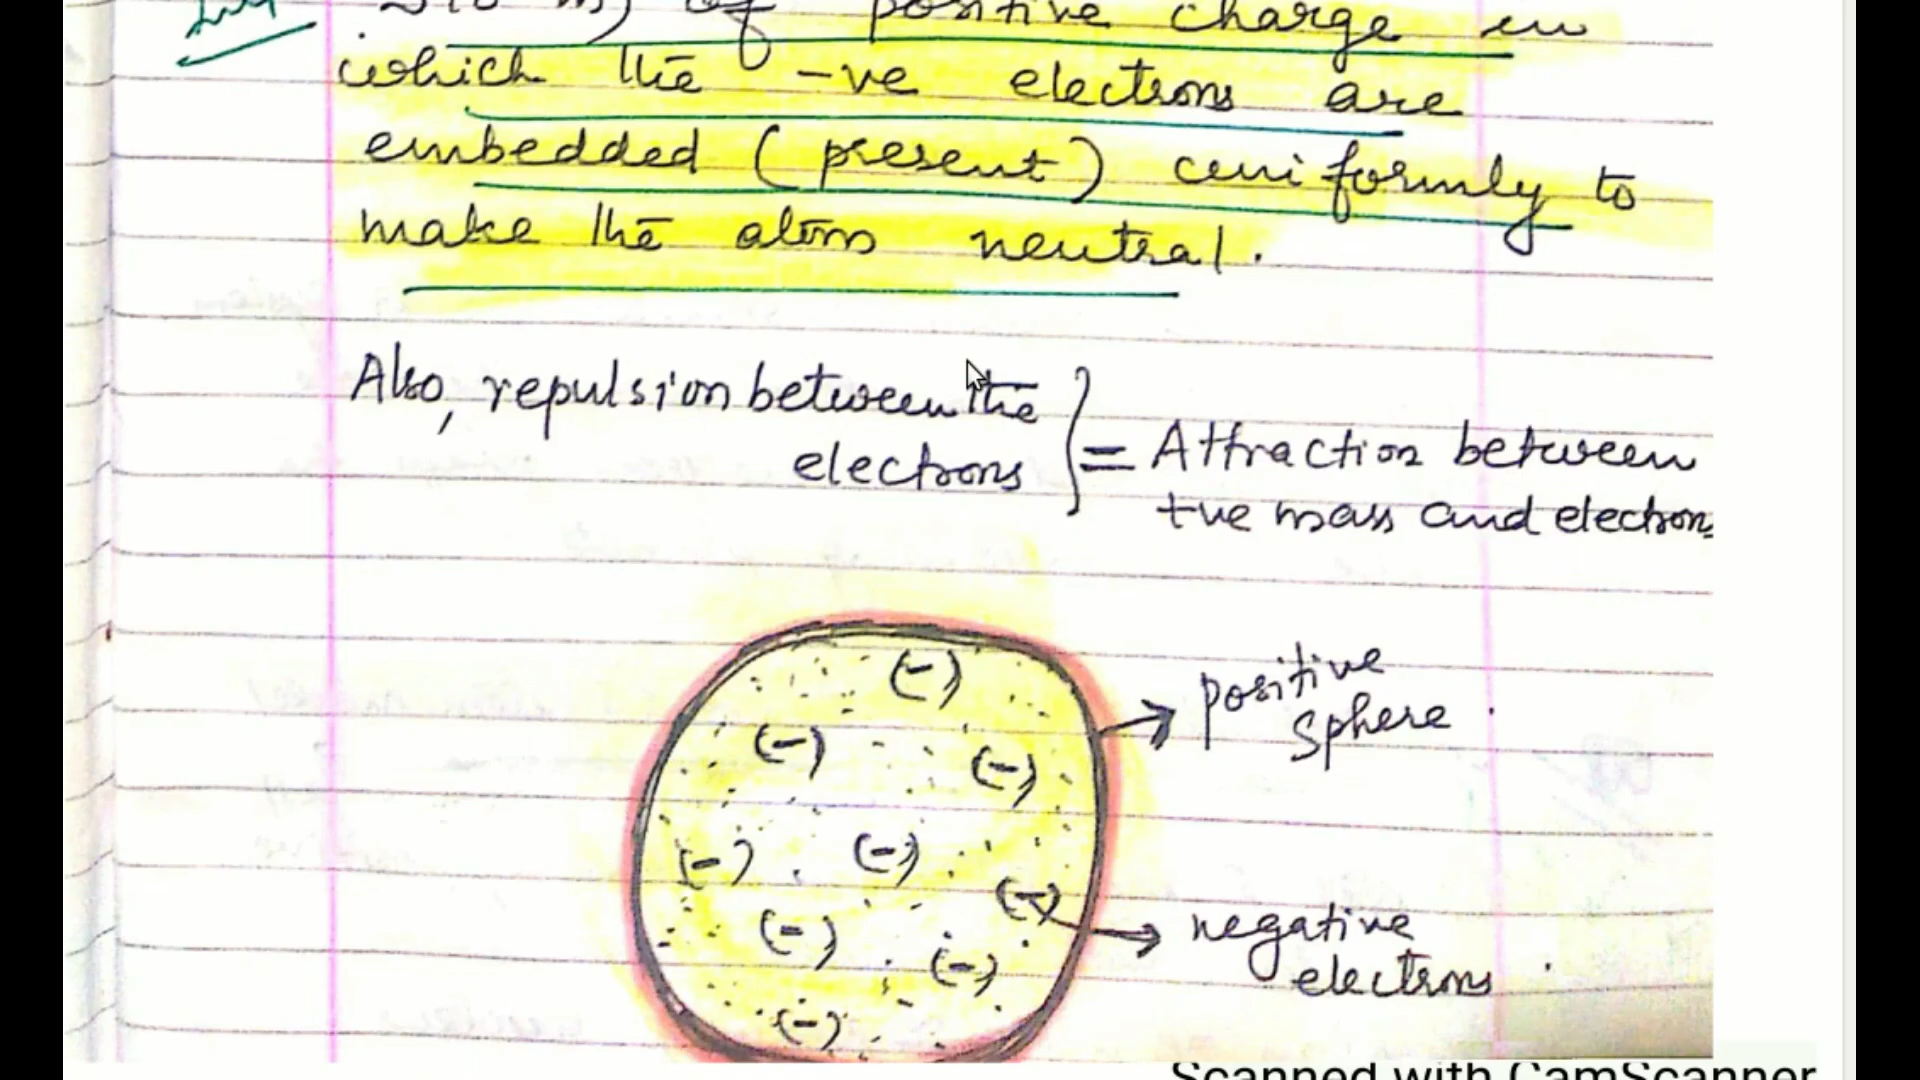 of positive charge in
which the -ve electrons are
embedded (present) uniformly to
make the atom neutral.
Also, repulsion between the
electrons } = Attraction between
+ve mass and electron
(-)
(-)
(-)
(-)
(-)
(-)
(-)
(-)
(-)
positive
sphere
negative
electrons
Scanned with CamScanner